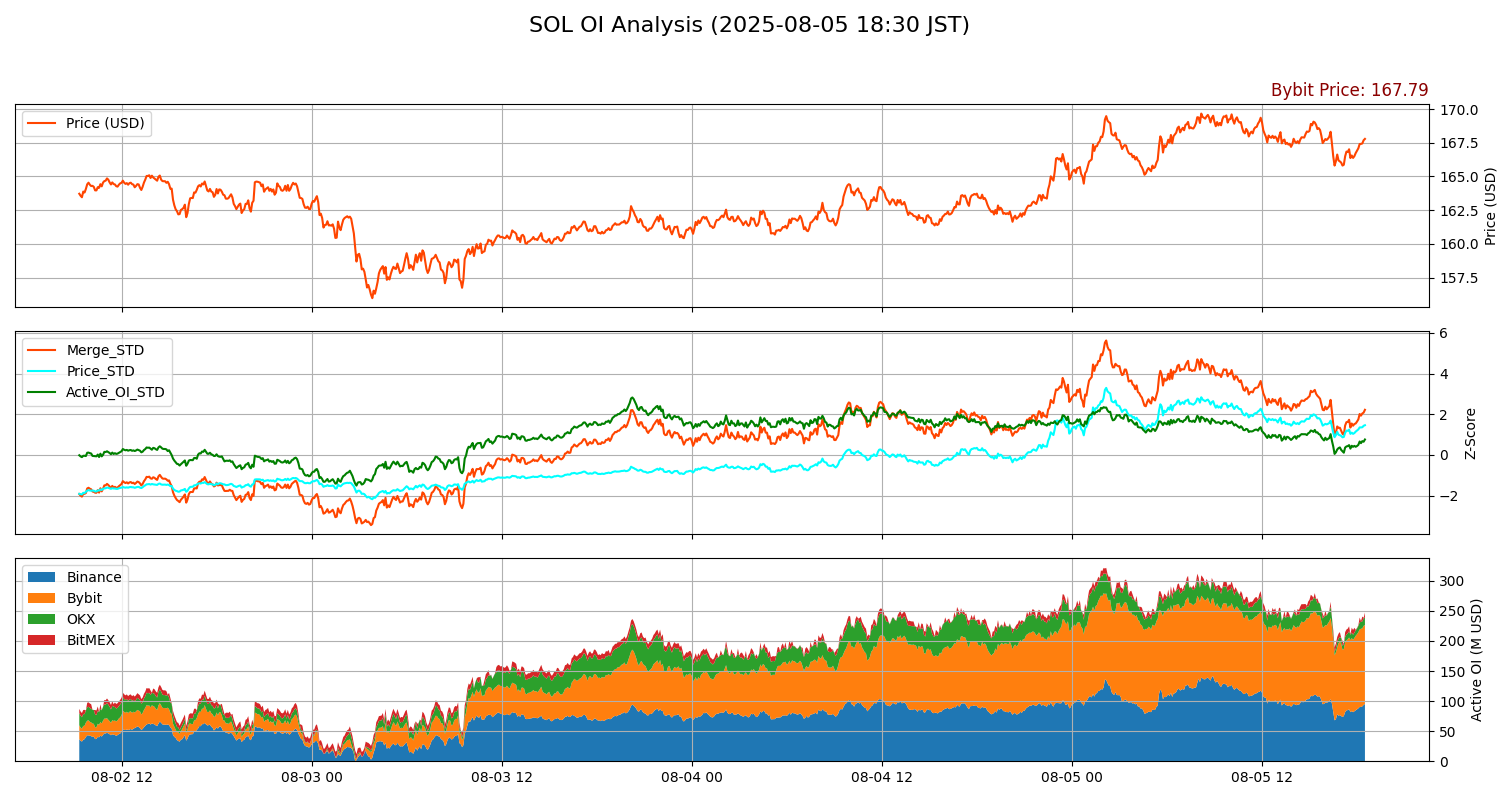 SOL OI Analysis (2025-08-05 18:30 JST)
Bybit Price: 167.79
Price (USD)
170.0
167.5
165.0
162.5
160.0
157.5
Price (USD)
Merge_STD
Price_STD
Active_OI_STD
6
4
2
0
−2
Z-Score
Binance
Bybit
OKX
BitMEX
300
250
200
150
100
50
0
Active OI (M USD)
08-02 12
08-03 00
08-03 12
08-04 00
08-04 12
08-05 00
08-05 12